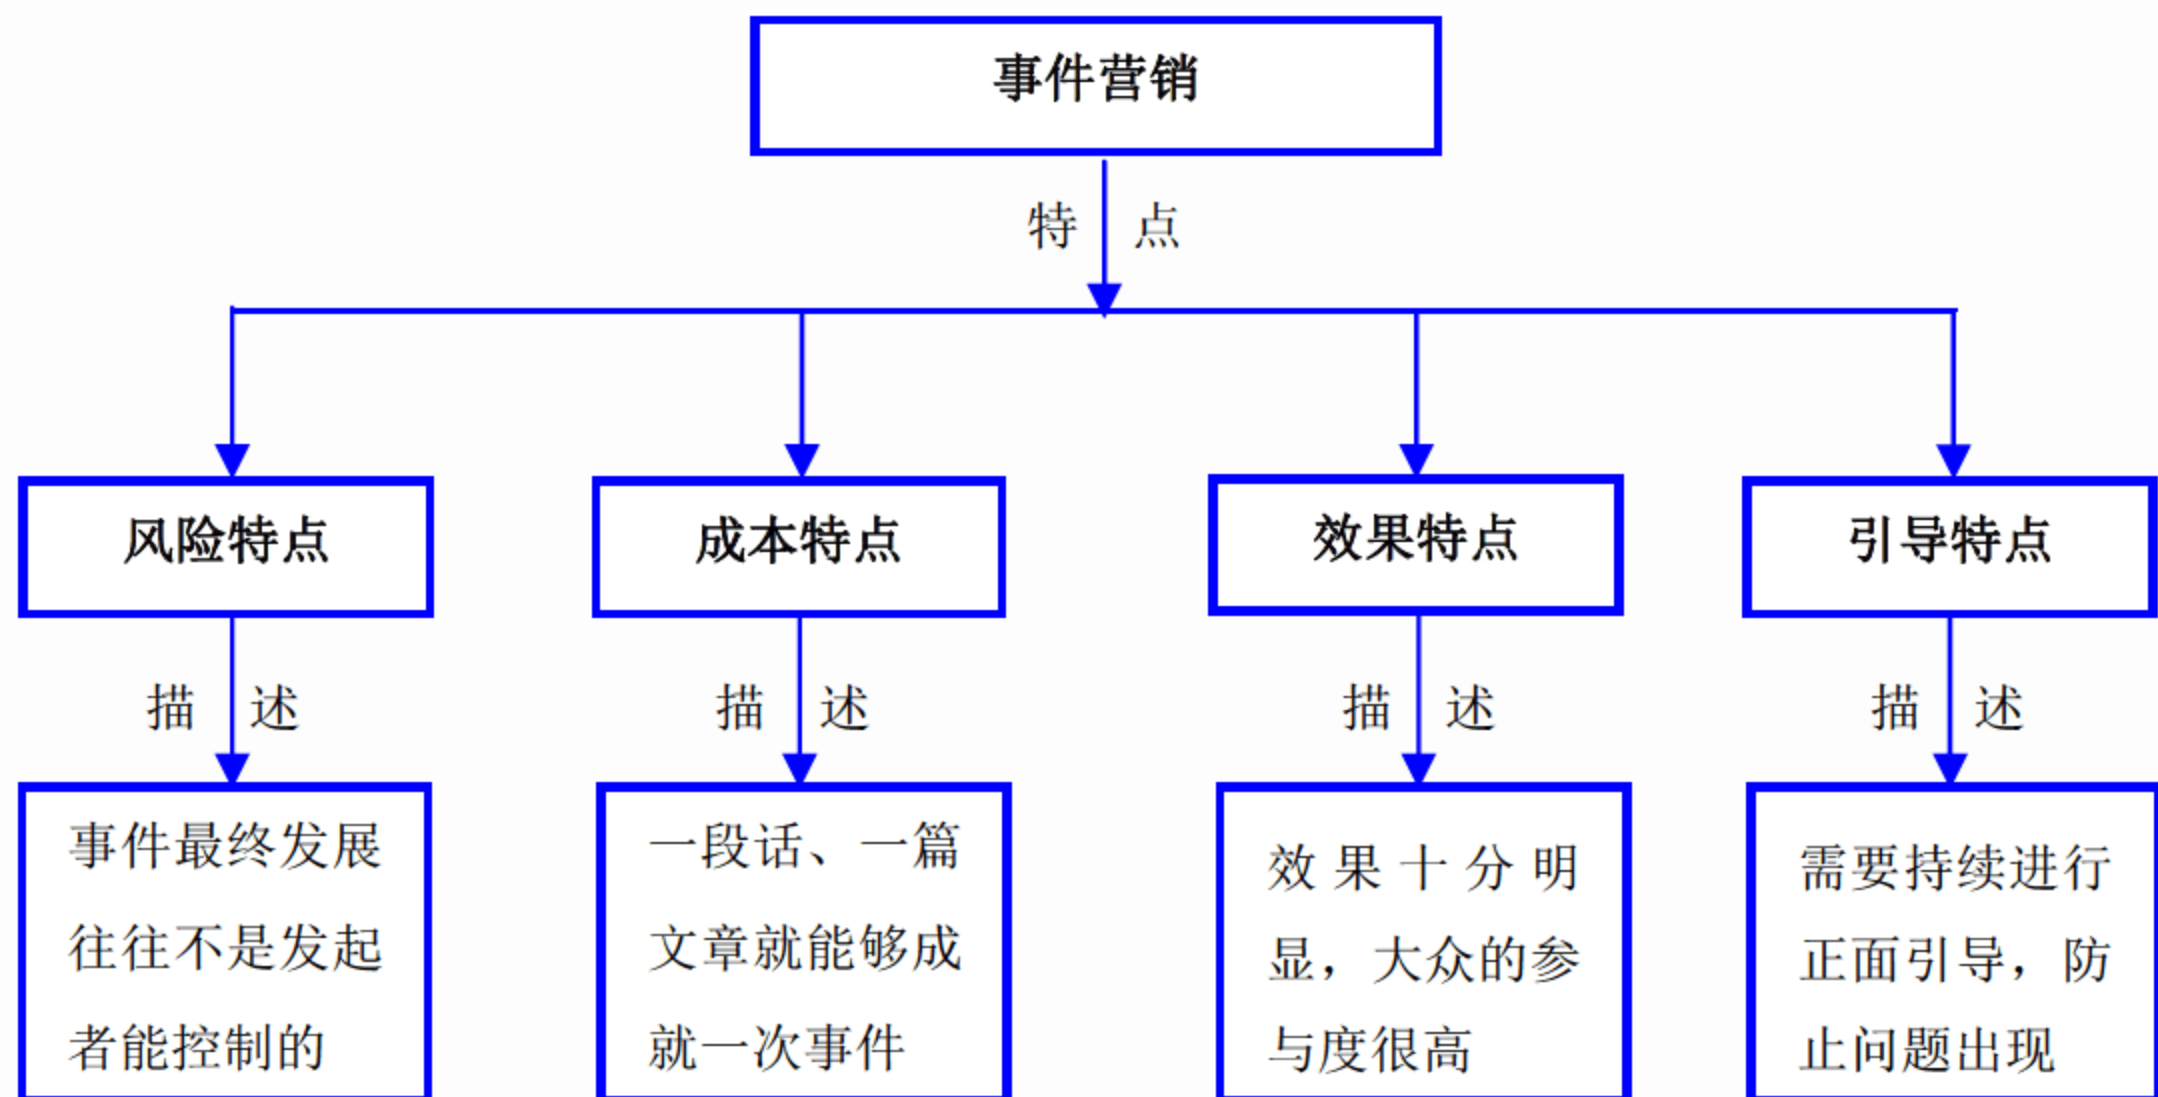 事件营销
特 点
风险特点
成本特点
效果特点
引导特点
描 述
描 述
描 述
描 述
事件最终发展
往往不是发起
者能控制的
一段话、一篇
文章就能够成
就一次事件
效果十分明
显，大众的参
与度很高
需要持续进行
正面引导，防
止问题出现